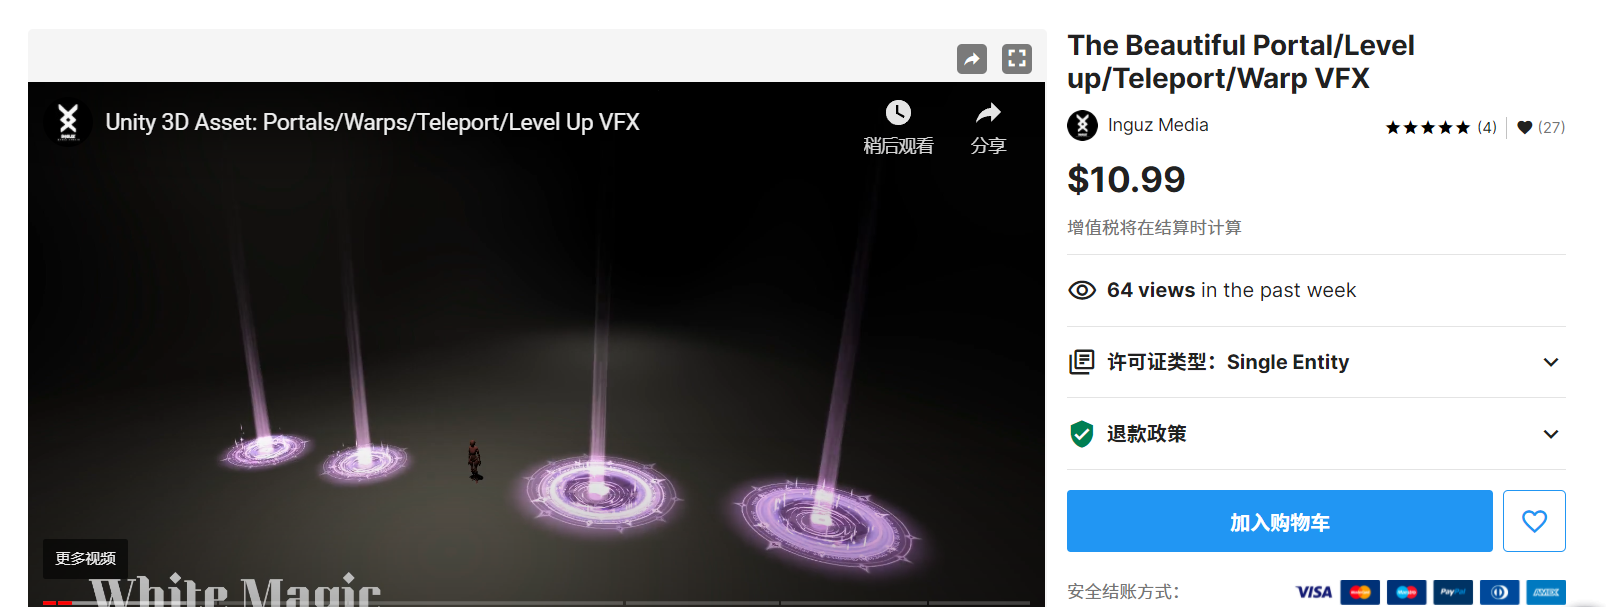 Unity 3D Asset: Portals/Warps/Teleport/Level Up VFX
稍后观看
分享
更多视频
White Magic
The Beautiful Portal/Level
up/Teleport/Warp VFX
Inguz Media
(4)
(27)
$10.99
增值税将在结算时计算
64 views in the past week
许可证类型：Single Entity
退款政策
加入购物车
安全结账方式：
VISA
PayPal
AMEX